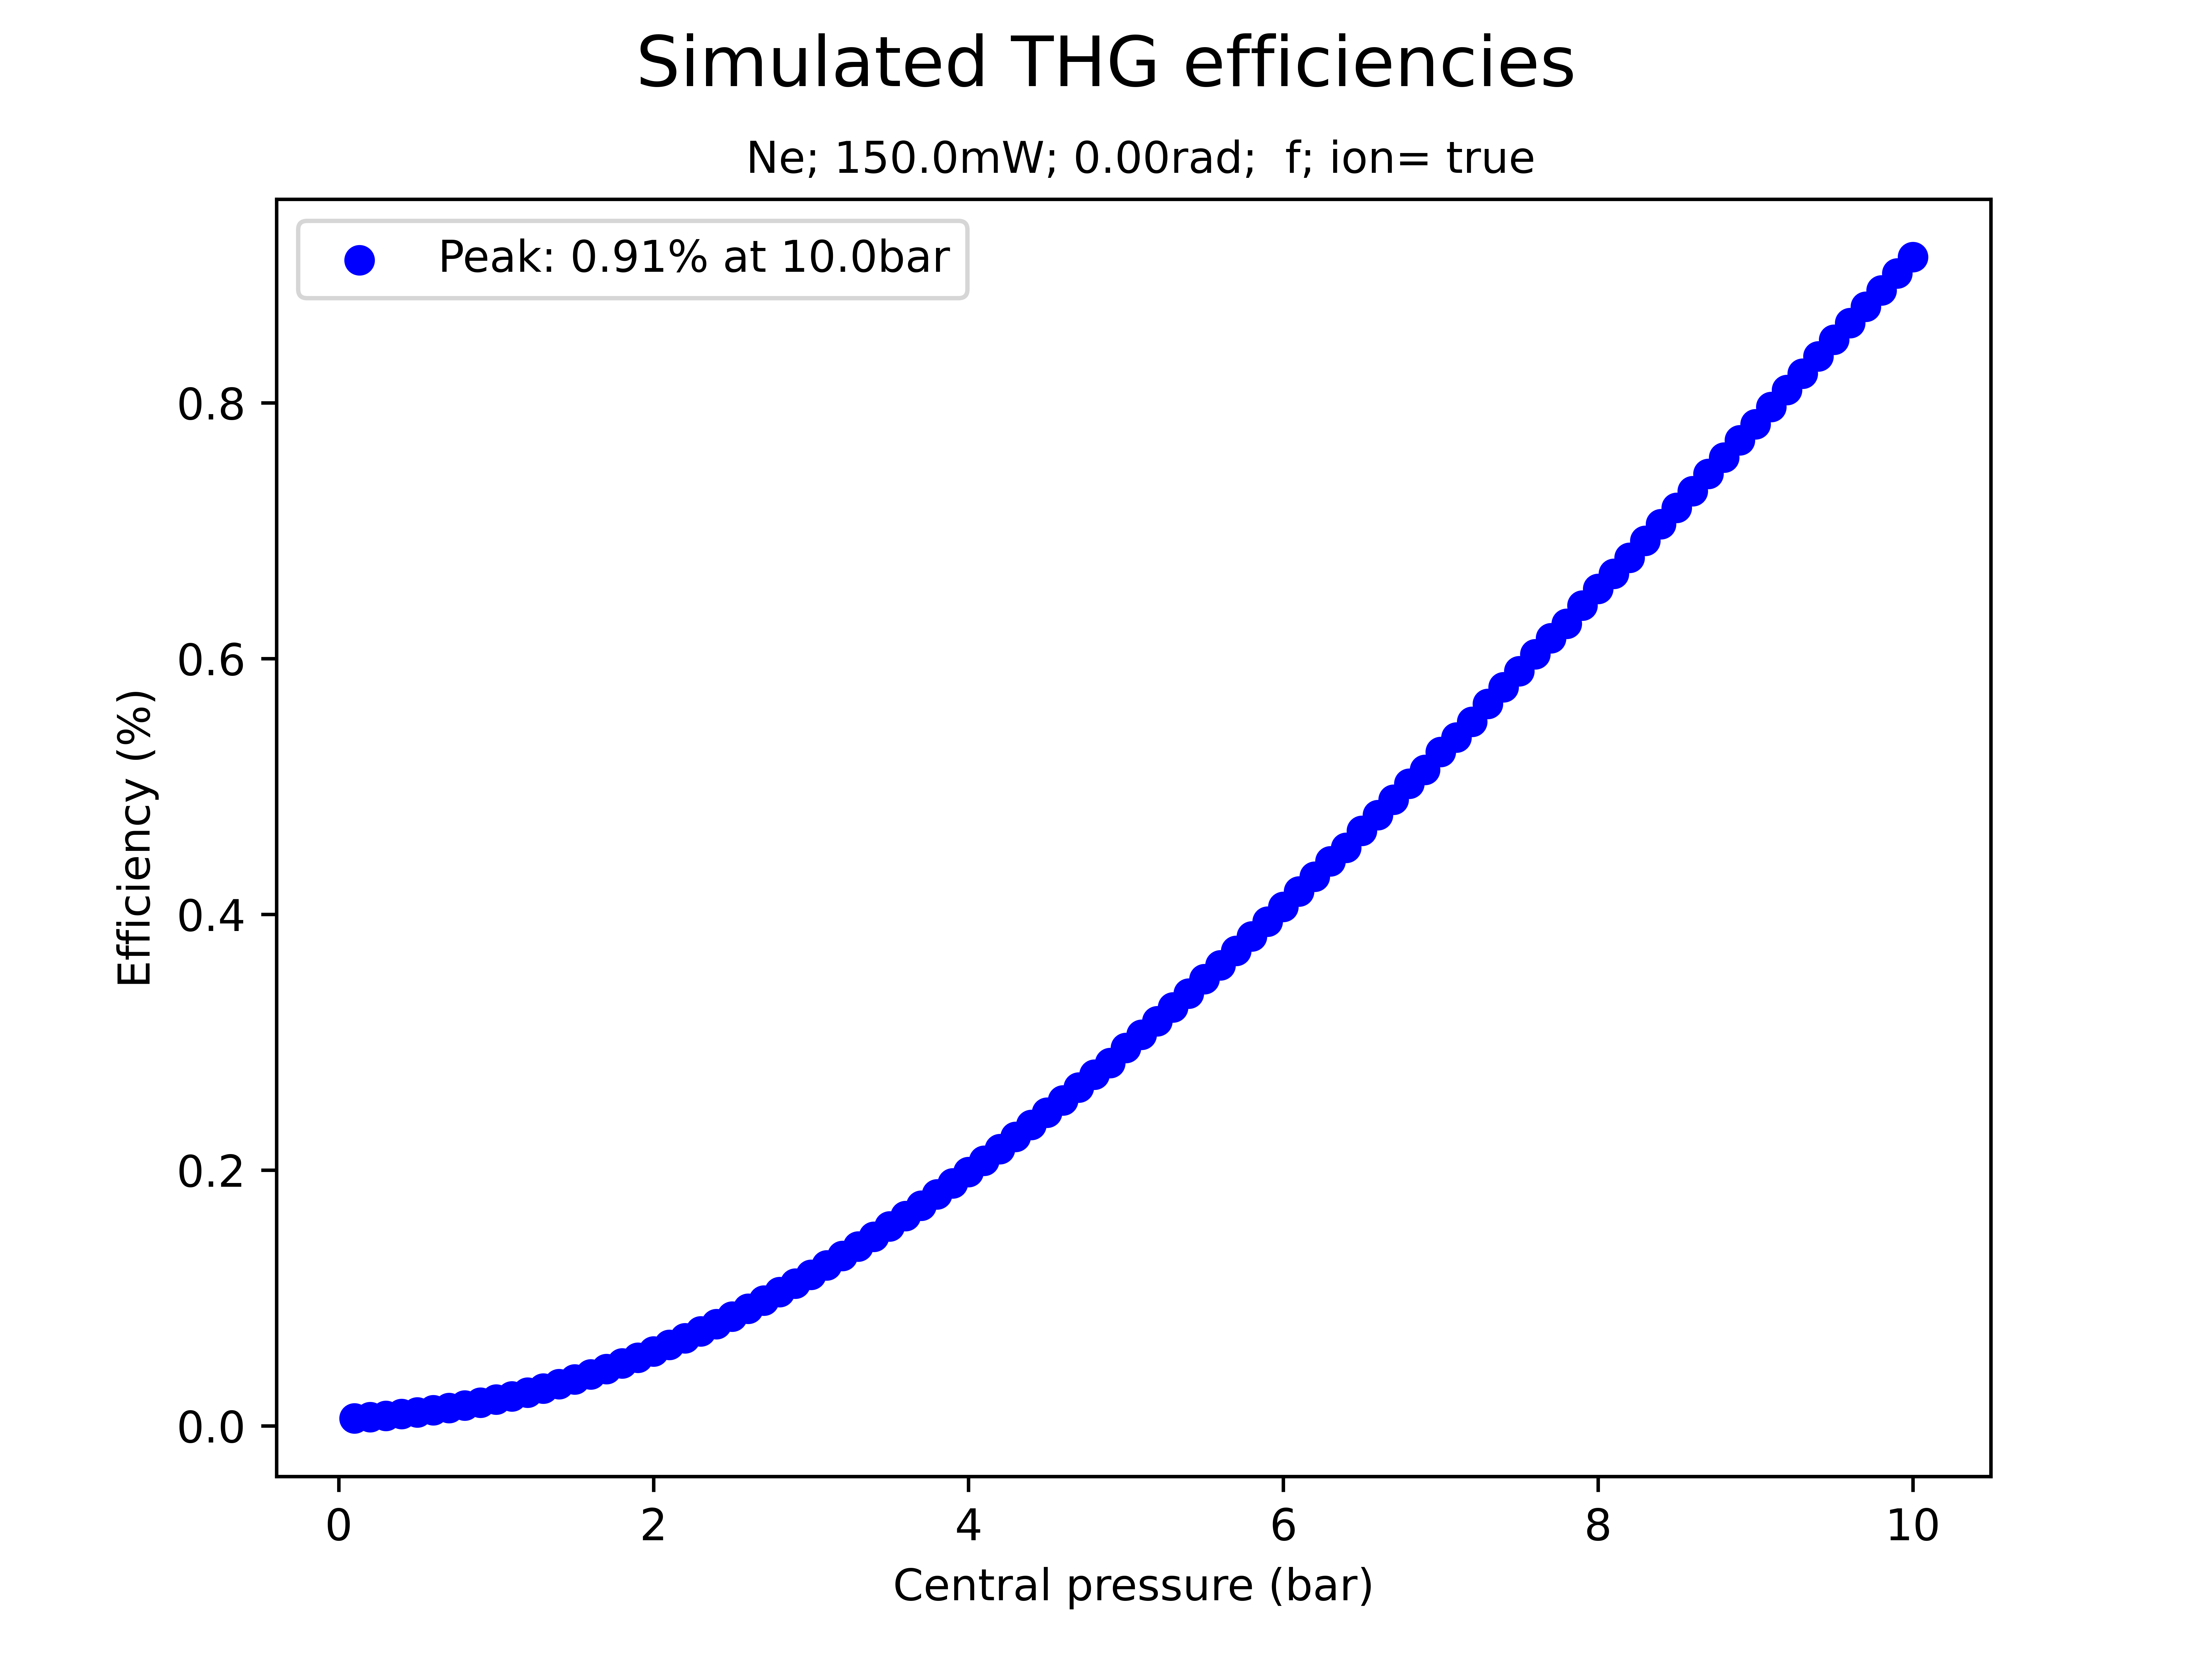 Simulated THG efficiencies
Ne; 150.0mW; 0.00rad;  f; ion= true
Peak: 0.91% at 10.0bar
0.8
0.6
0.4
0.2
0.0
Efficiency (%)
0 2 4 6 8 10
Central pressure (bar)